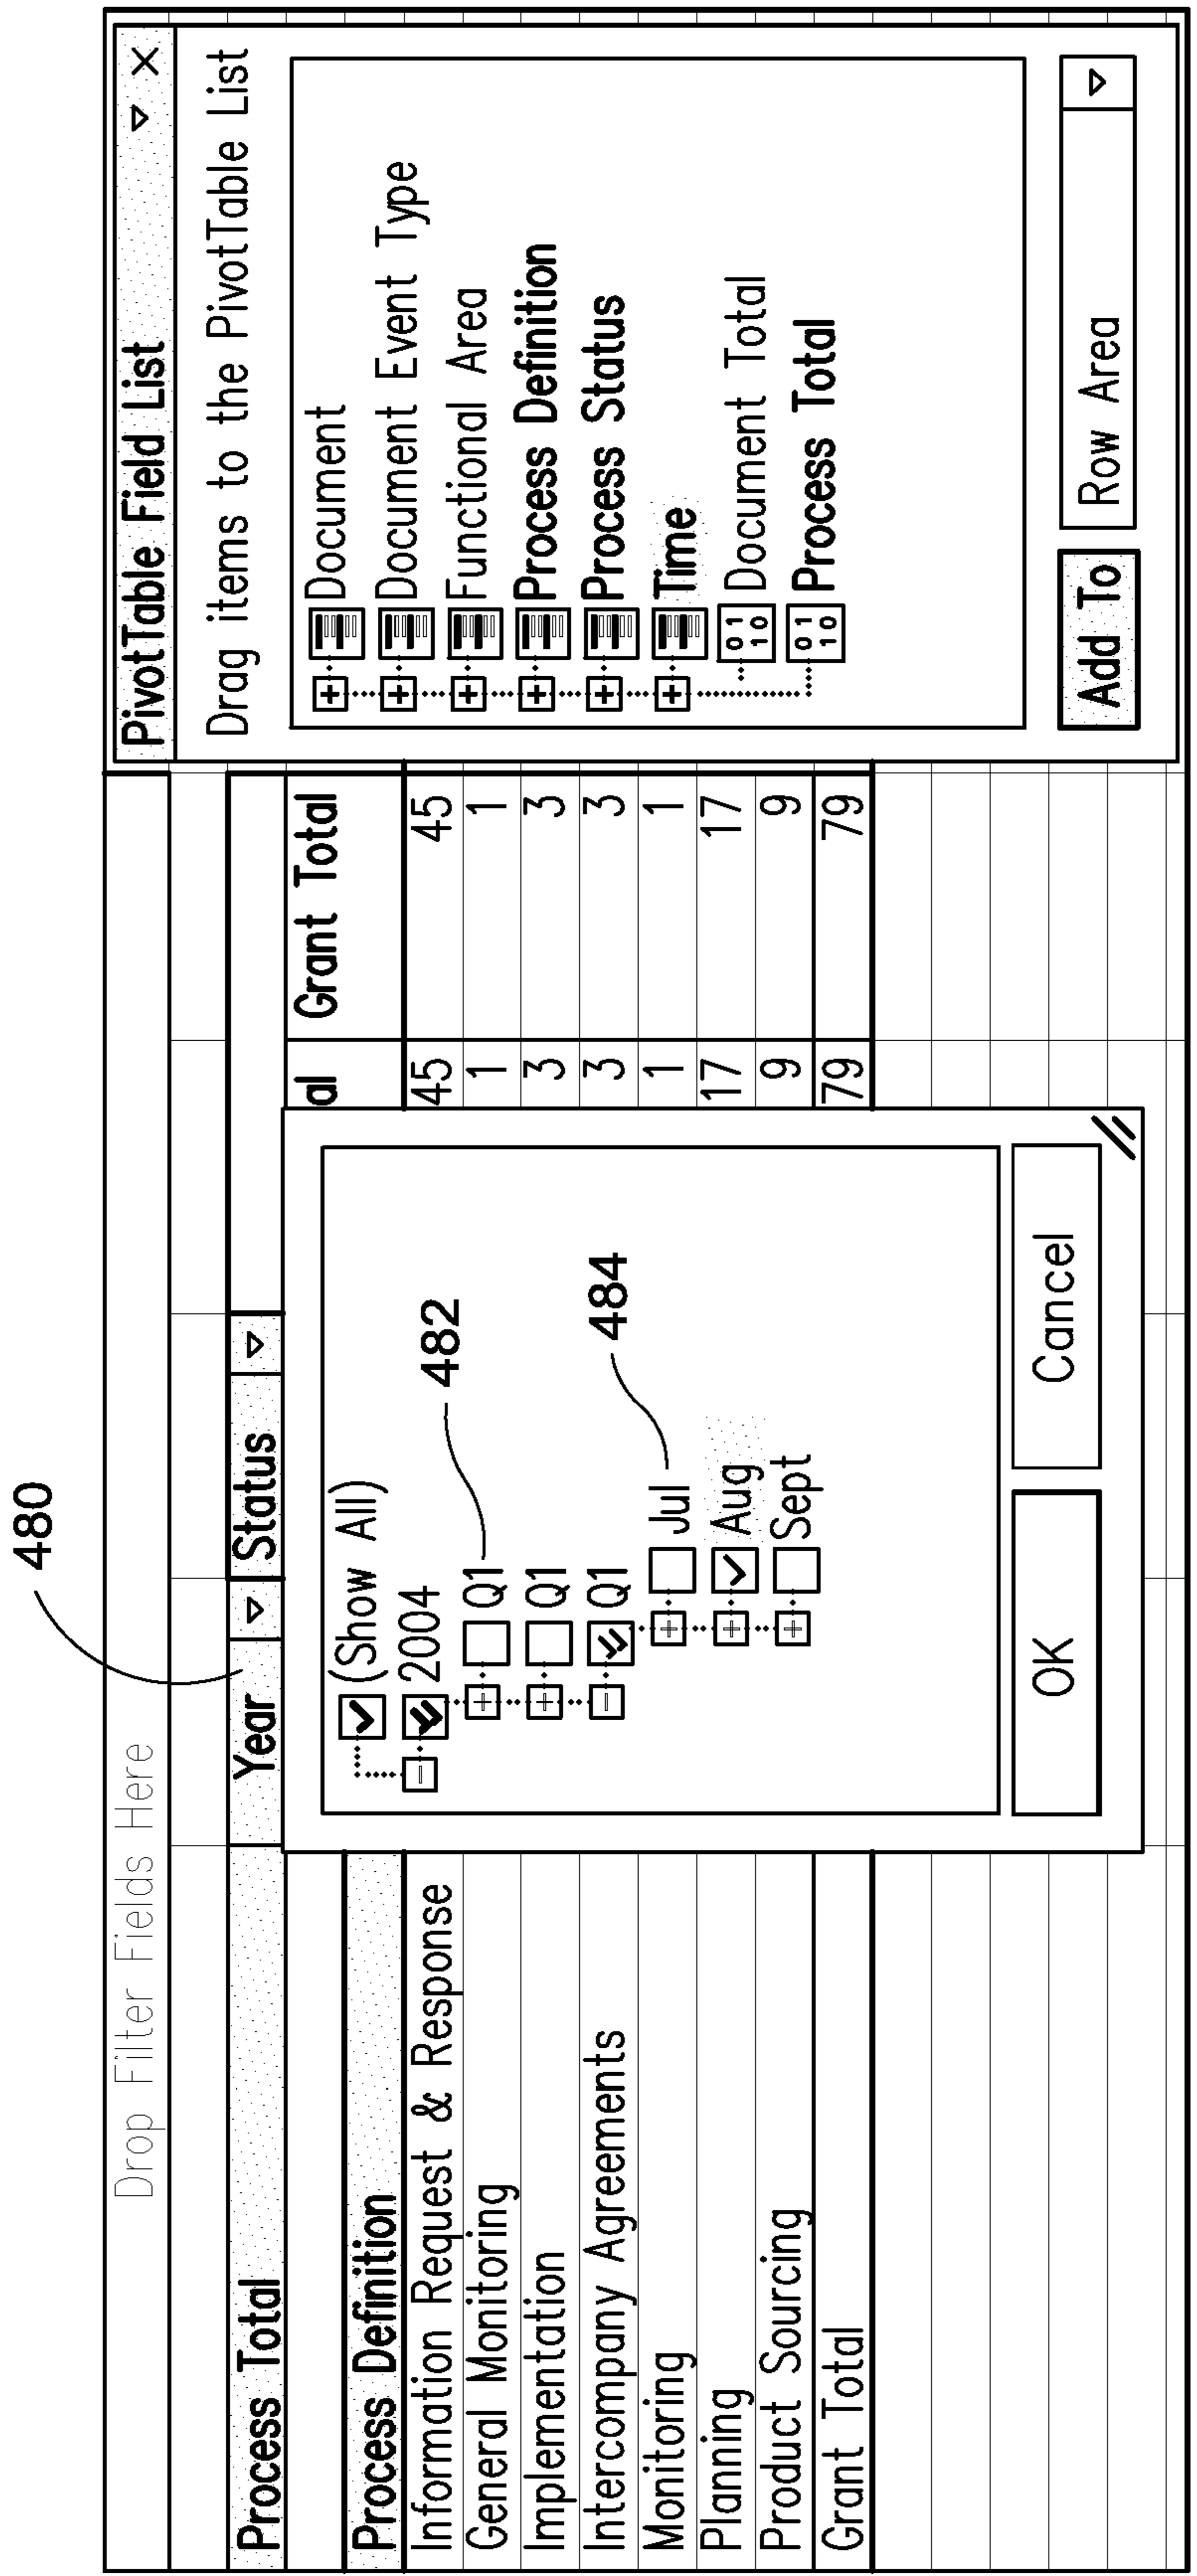 480
Drop Filter Fields Here
Process Total
Year
Status
Process Definition
al
Grant Total
Information Request & Response 45 45
General Monitoring 1 1
Implementation 3 3
Intercompany Agreements 3 3
Monitoring 1 1
Planning 17 17
Product Sourcing 9 9
Grant Total 79 79
(Show All)
2004
Q1
482
Q1
Q1
484
Jul
Aug
Sept
OK
Cancel
PivotTable Field List
Drag items to the PivotTable List
Document
Document Event Type
Functional Area
Process Definition
Process Status
Time
01
10
Document Total
01
10
Process Total
Add To
Row Area